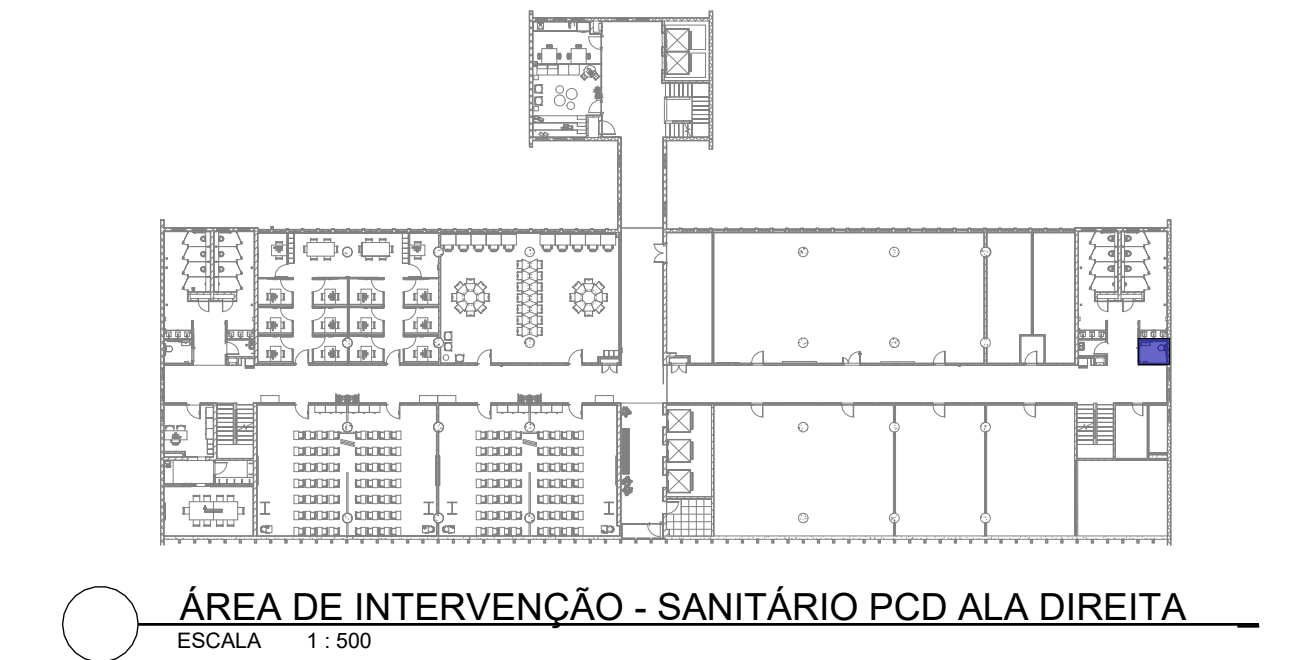 ÁREA DE INTERVENÇÃO - SANITÁRIO PCD ALA DIREITA
ESCALA 1 : 500